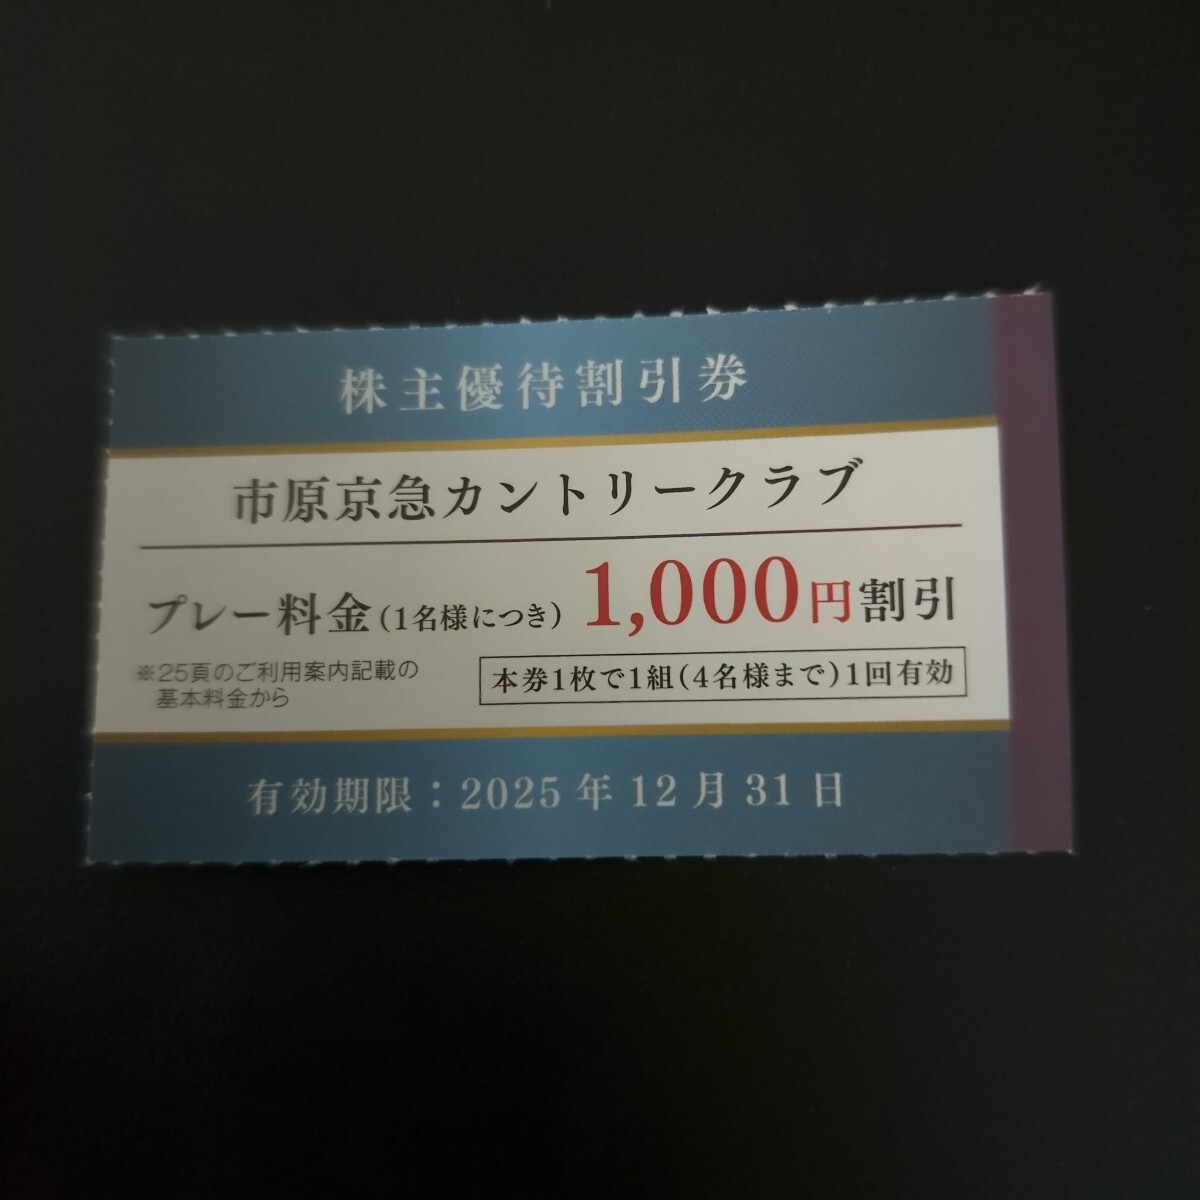 株主優待割引券
市原京急カントリークラブ
プレー料金(1名様につき) 1,000円割引
※25頁のご利用案内記載の
基本料金から
本券1枚で1組(4名様まで)1回有効
有効期限：2025年12月31日